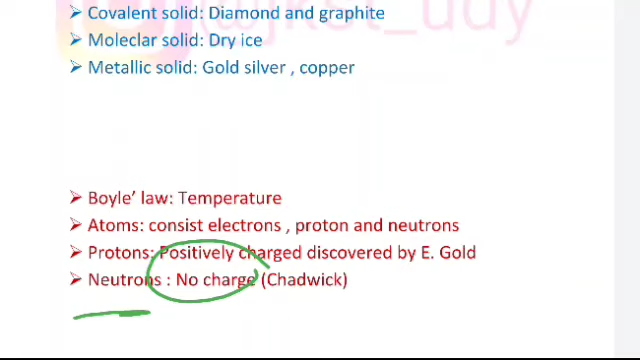 Covalent solid: Diamond and graphite
Moleclar solid: Dry ice
Metallic solid: Gold silver , copper
Boyle’ law: Temperature
Atoms: consist electrons , proton and neutrons
Protons: Positively charged discovered by E. Gold
Neutrons : No charge (Chadwick)